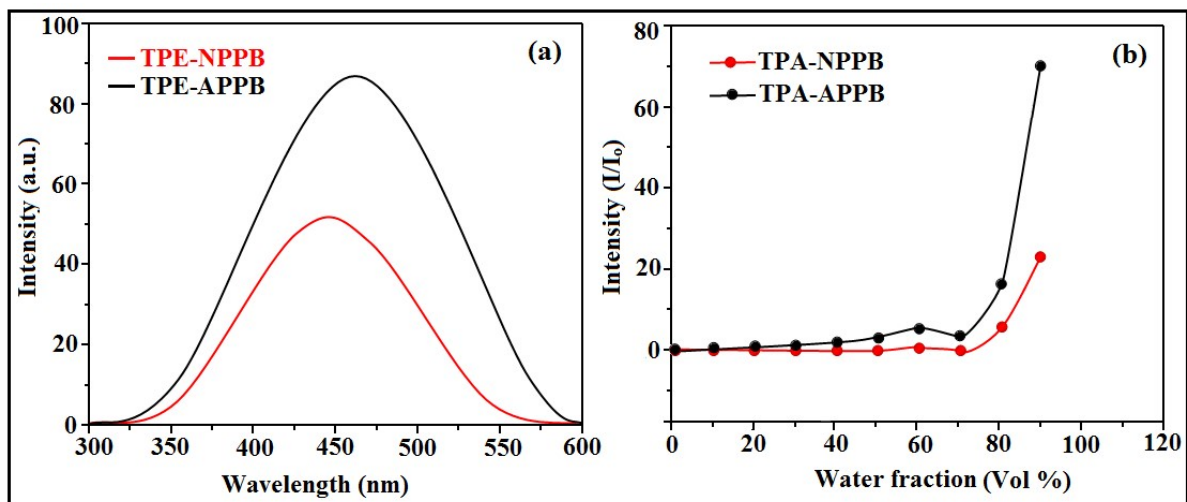 (a)
TPE-NPPB
TPE-APPB
Intensity (a.u.)
100
80
60
40
20
0
300 350 400 450 500 550 600
Wavelength (nm)
(b)
TPA-NPPB
TPA-APPB
Intensity (I/Io)
80
60
40
20
0
0 20 40 60 80 100 120
Water fraction (Vol %)